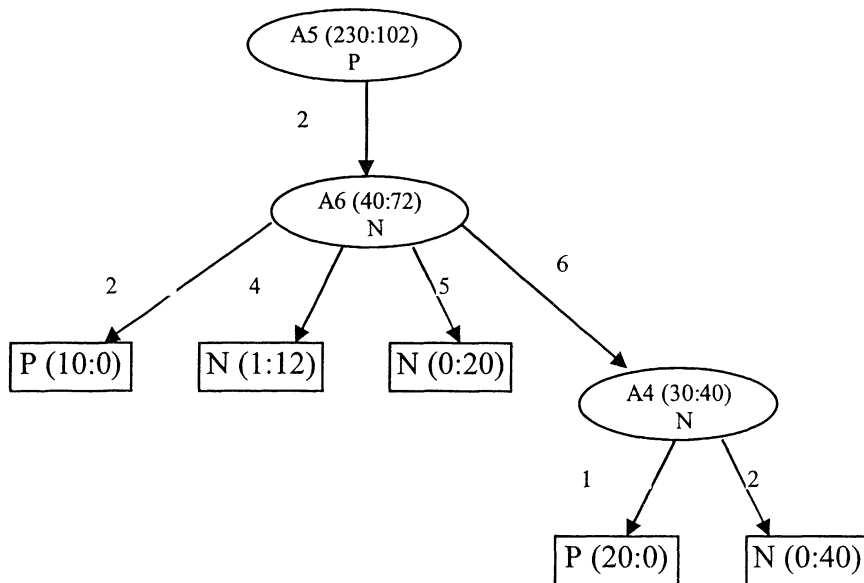 A5 (230:102)
P
2
A6 (40:72)
N
2
4
5
6
P (10:0)
N (1:12)
N (0:20)
A4 (30:40)
N
1
2
P (20:0)
N (0:40)